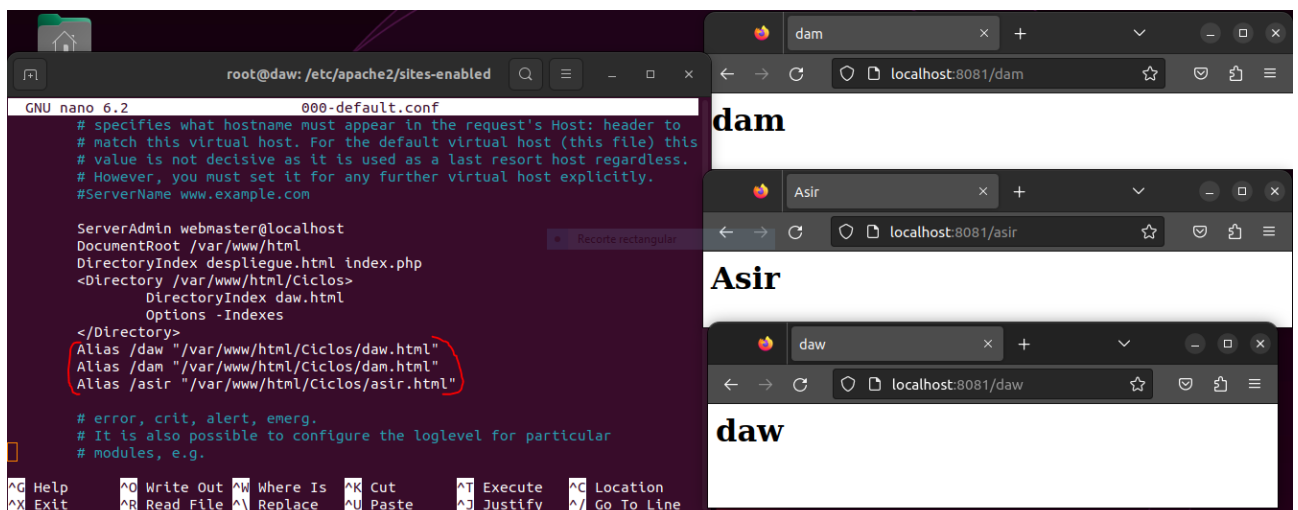 root@daw: /etc/apache2/sites-enabled
GNU nano 6.2 000-default.conf
# specifies what hostname must appear in the request's Host: header to
# match this virtual host. For the default virtual host (this file) this
# value is not decisive as it is used as a last resort host regardless.
# However, you must set it for any further virtual host explicitly.
#ServerName www.example.com
ServerAdmin webmaster@localhost
DocumentRoot /var/www/html
DirectoryIndex despliegue.html index.php
<Directory /var/www/html/Ciclos>
DirectoryIndex daw.html
Options -Indexes
</Directory>
Alias /daw "/var/www/html/Ciclos/daw.html"
Alias /dam "/var/www/html/Ciclos/dam.html"
Alias /asir "/var/www/html/Ciclos/asir.html"
# error, crit, alert, emerg.
# It is also possible to configure the loglevel for particular
# modules, e.g.
^G Help ^O Write Out ^W Where Is ^K Cut ^T Execute ^C Location
^X Exit ^R Read File ^\ Replace ^U Paste ^J Justify ^/ Go To Line
Recorte rectangular
dam
localhost:8081/dam
dam
Asir
localhost:8081/asir
Asir
daw
localhost:8081/daw
daw